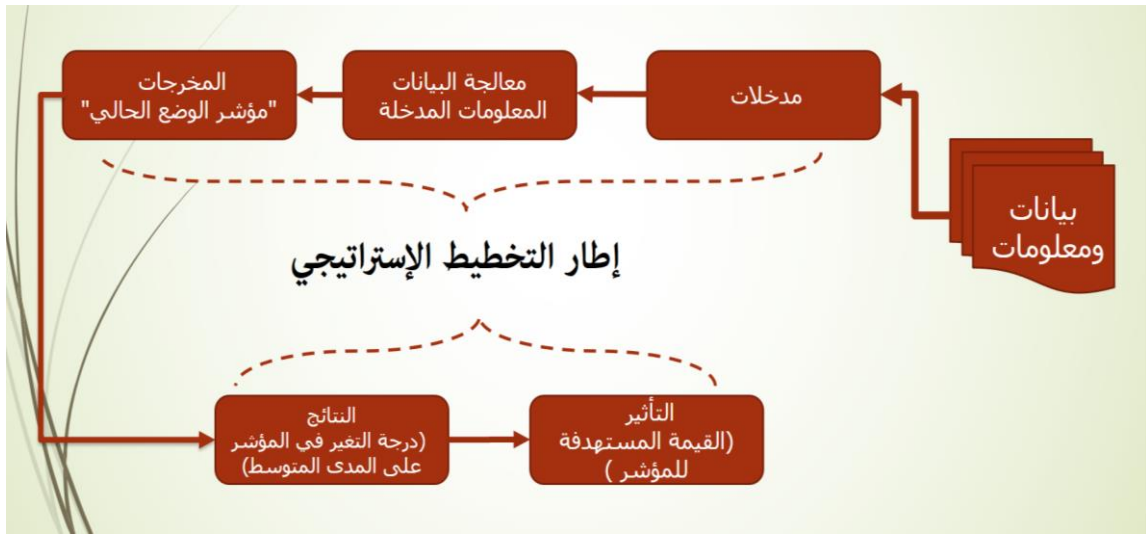 بيانات
ومعلومات
مدخلات
معالجة البيانات
المعلومات المدخلة
المخرجات
"مؤشر الوضع الحالي"
إطار التخطيط الإستراتيجي
النتائج
(درجة التغير في المؤشر
على المدى المتوسط)
التأثير
(القيمة المستهدفة
للمؤشر )